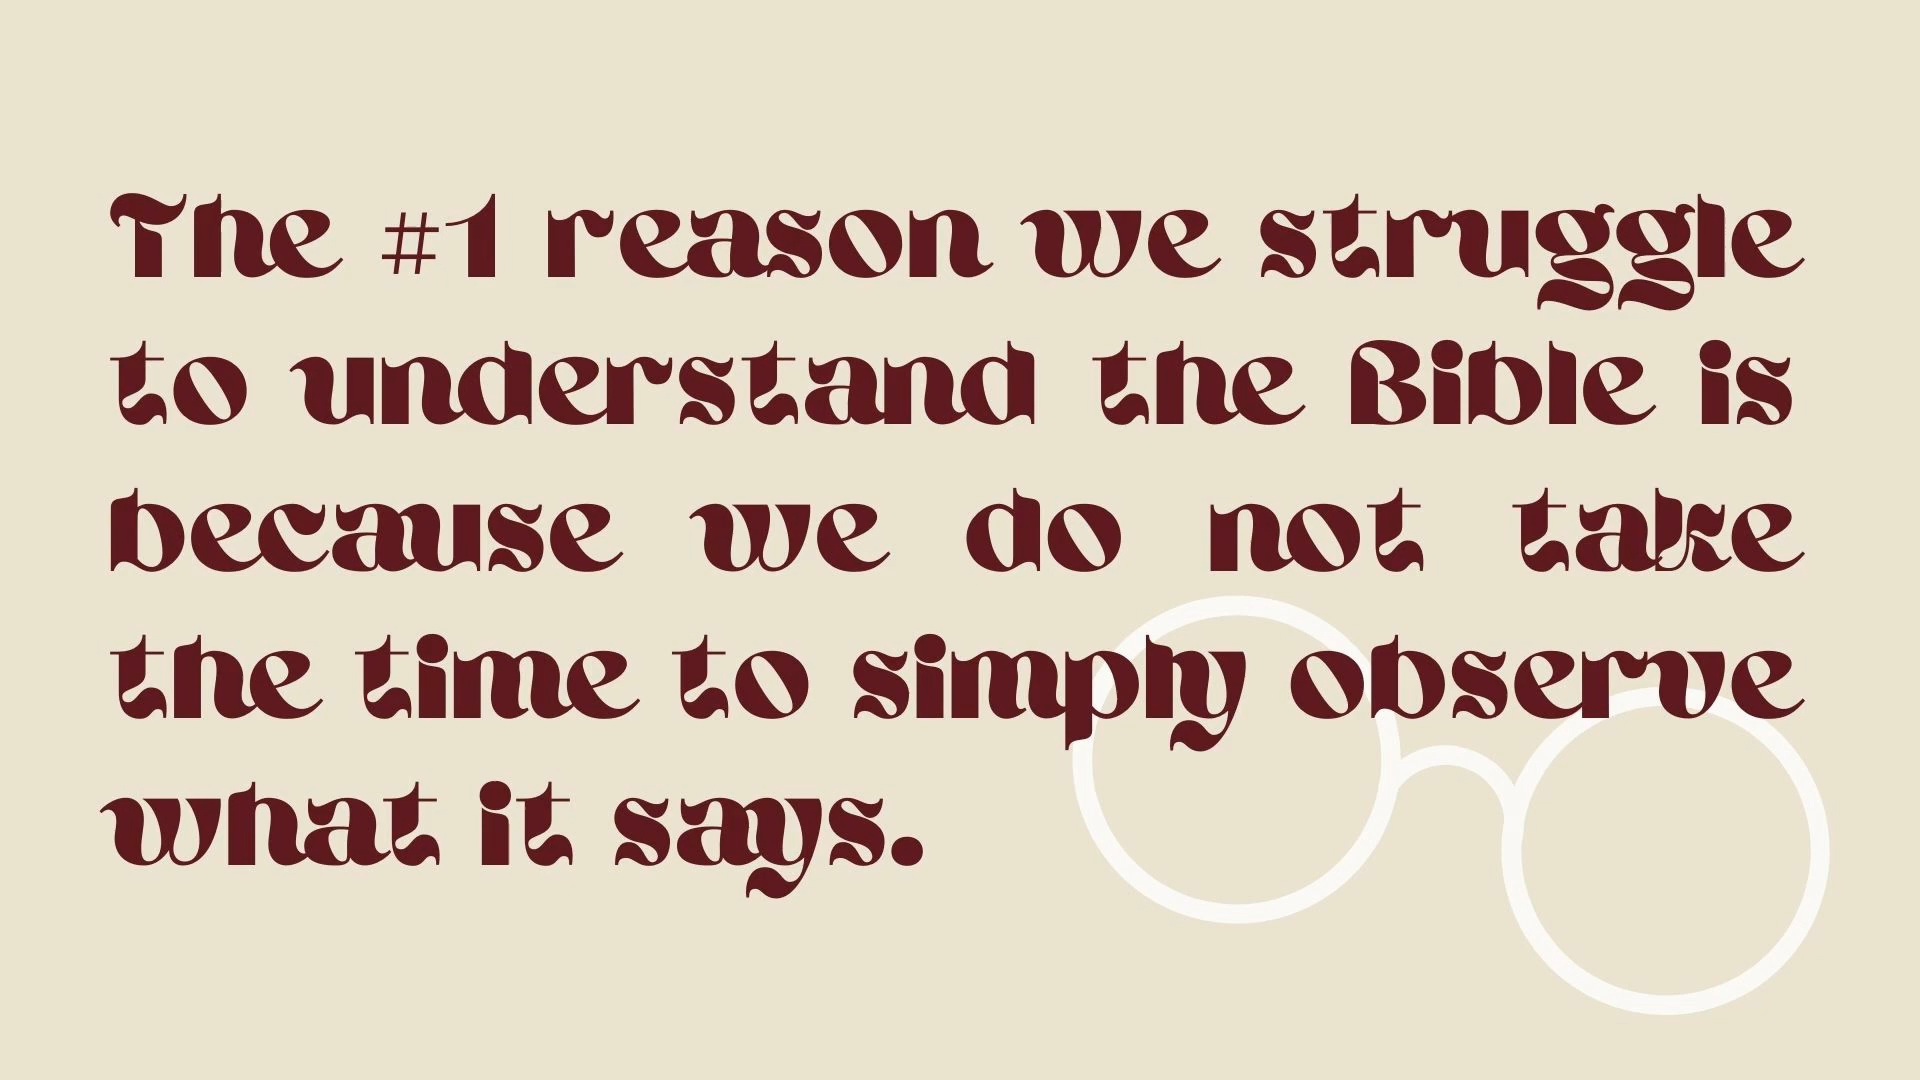 The #1 reason we struggle
to understand the Bible is
because we do not take
the time to simply observe
what it says.